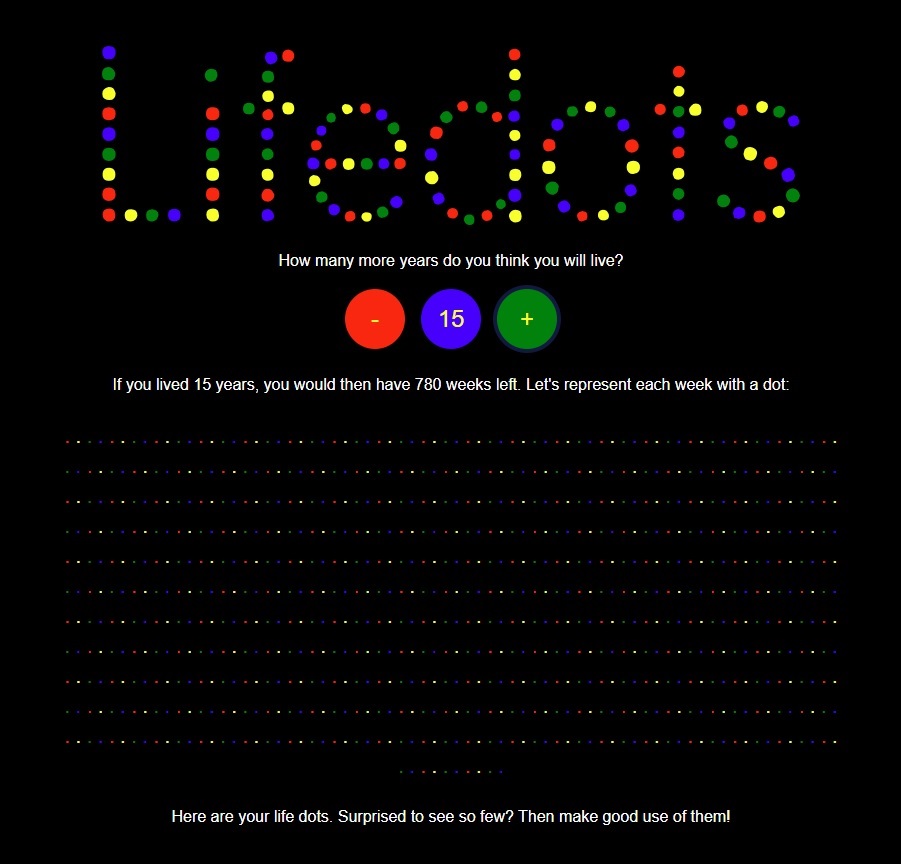 Lifedots
How many more years do you think you will live?
- 15 +
If you lived 15 years, you would then have 780 weeks left. Let's represent each week with a dot:
Here are your life dots. Surprised to see so few? Then make good use of them!